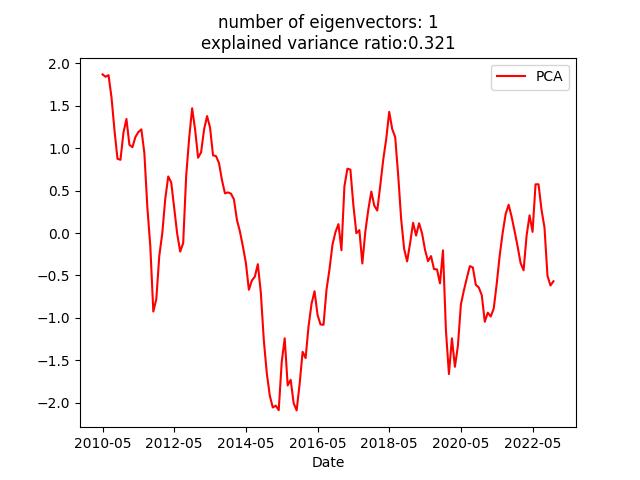 number of eigenvectors: 1
explained variance ratio:0.321
PCA
2.0
1.5
1.0
0.5
0.0
−0.5
−1.0
−1.5
−2.0
2010-05 2012-05 2014-05 2016-05 2018-05 2020-05 2022-05
Date